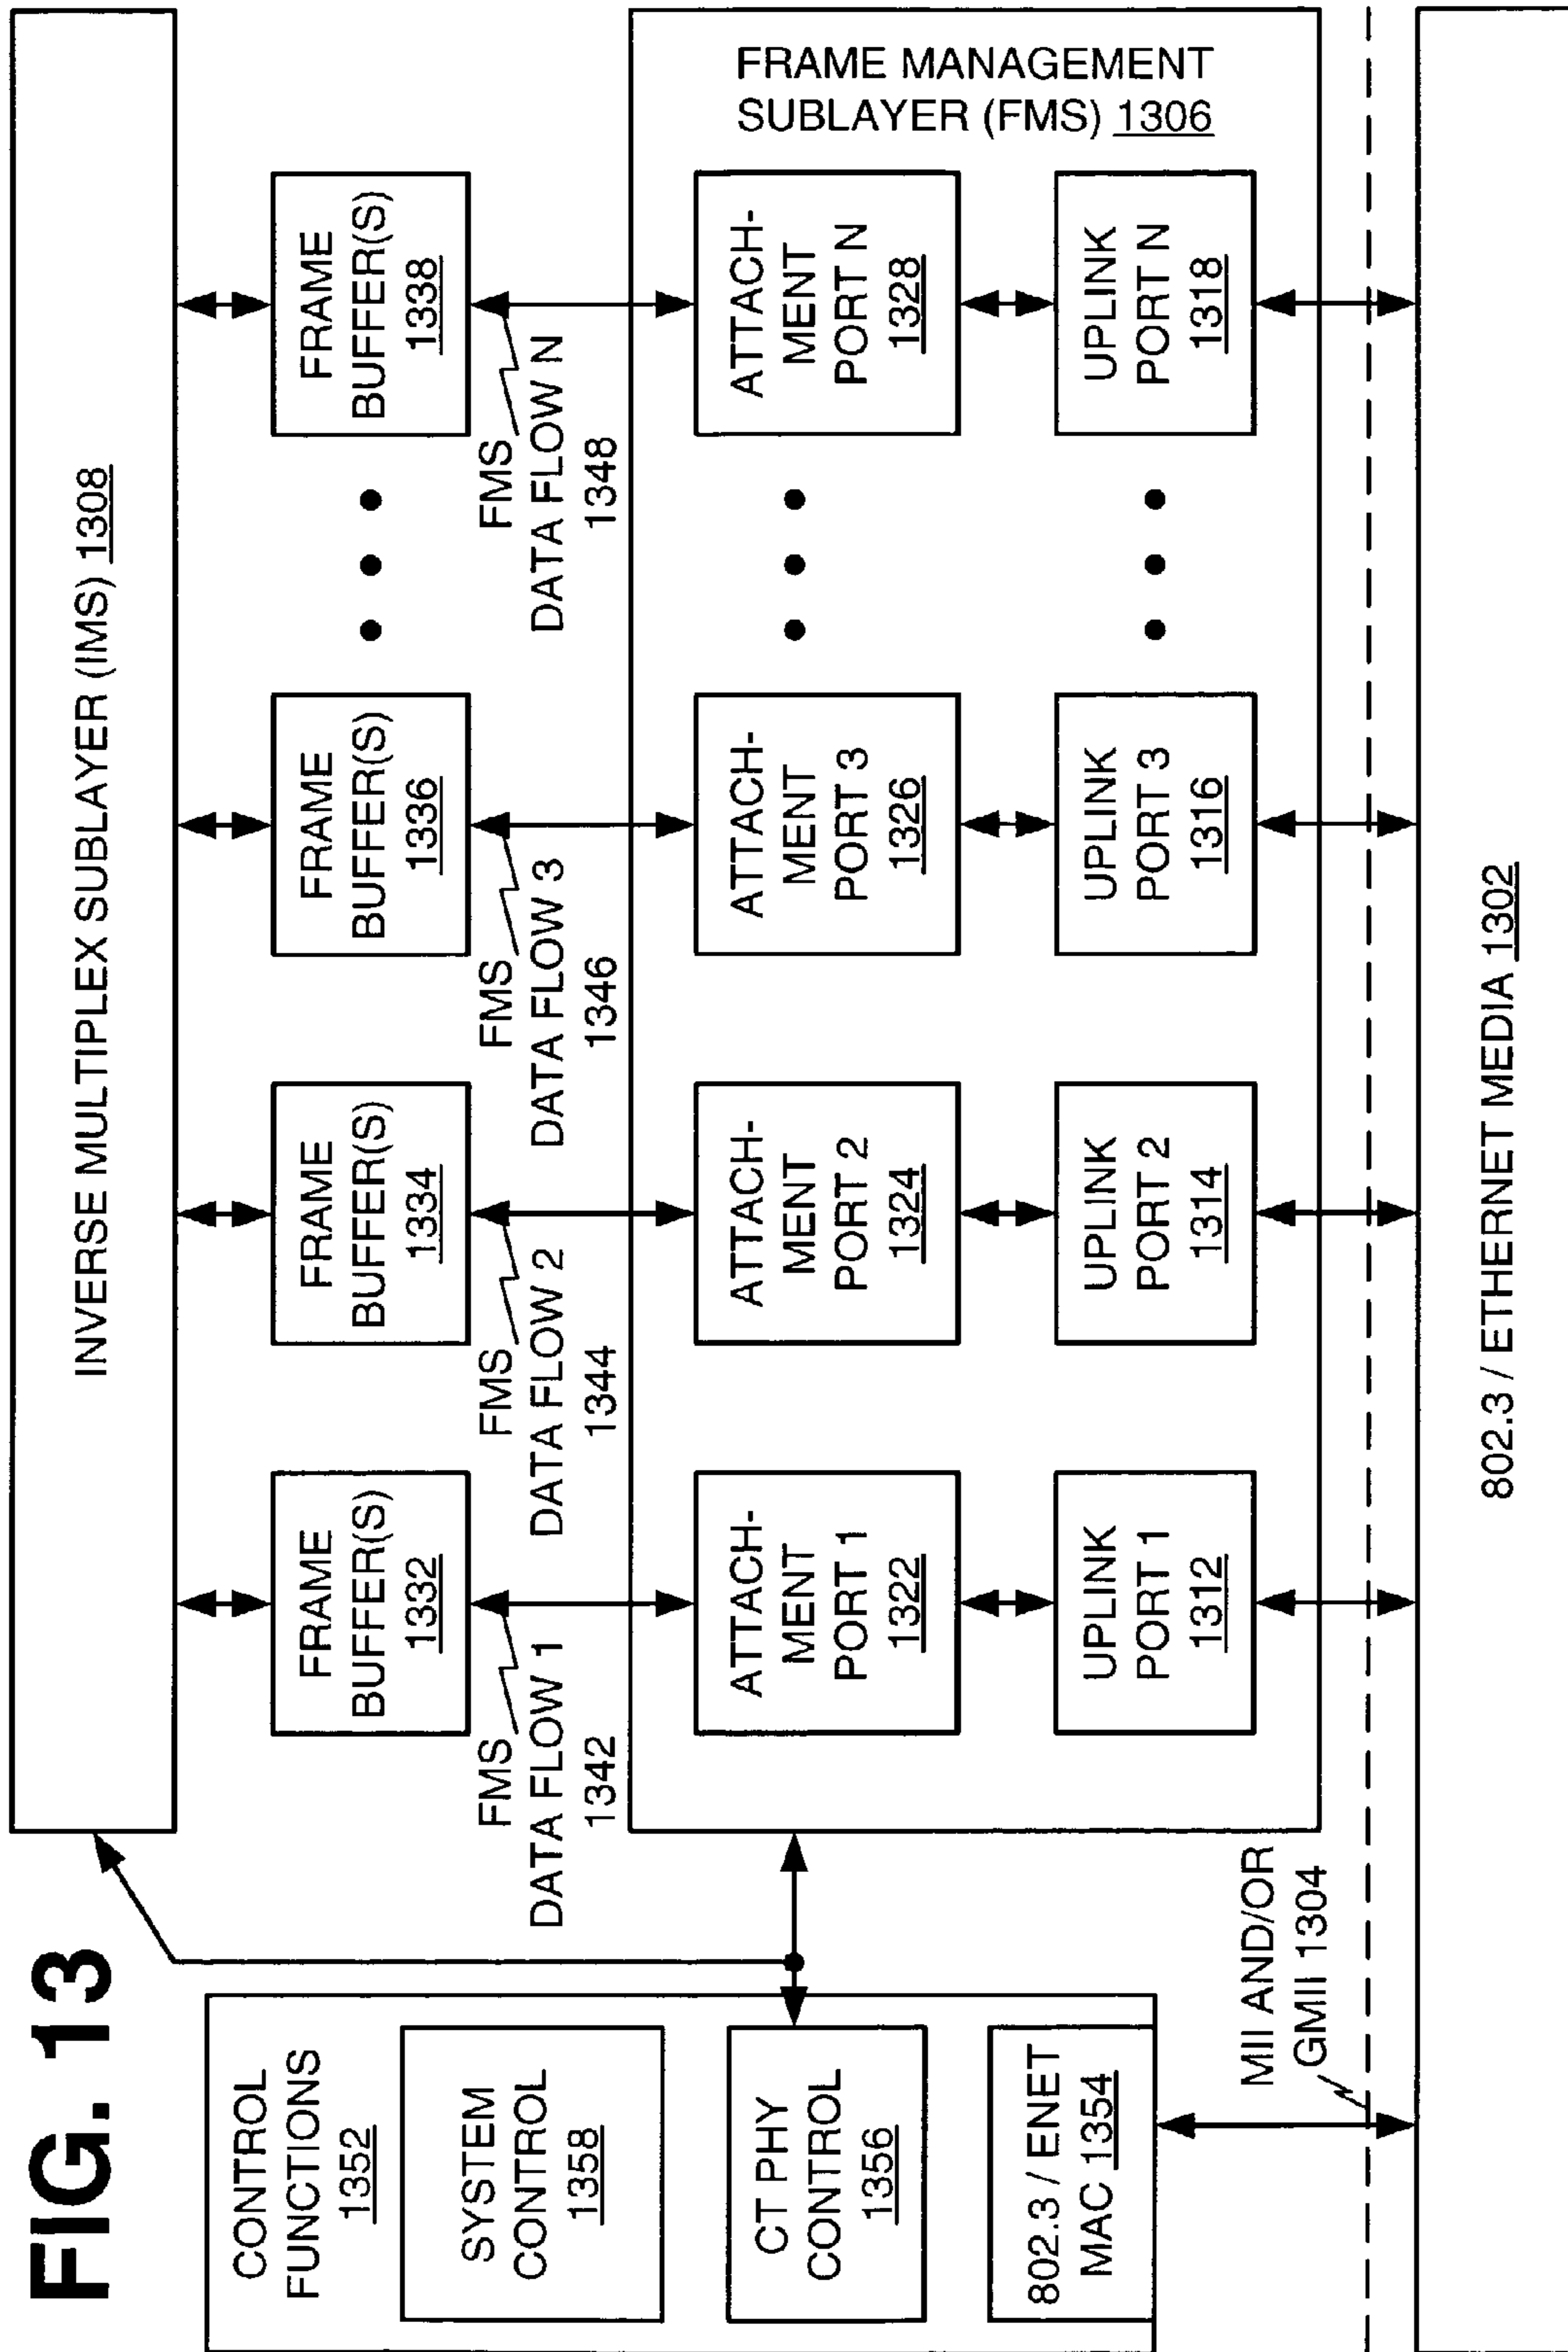 FIG. 13
CONTROL
FUNCTIONS
1352
SYSTEM
CONTROL
1358
CT PHY
CONTROL
1356
802.3 / ENET
MAC 1354
MII AND/OR
GMII 1304
INVERSE MULTIPLEX SUBLAYER (IMS) 1308
FRAME
BUFFER(S)
1332
FRAME
BUFFER(S)
1334
FRAME
BUFFER(S)
1336
FRAME
BUFFER(S)
1338
FMS
DATA FLOW 1
1342
FMS
DATA FLOW 2
1344
FMS
DATA FLOW 3
1346
FMS
DATA FLOW N
1348
FRAME MANAGEMENT
SUBLAYER (FMS) 1306
ATTACH-
MENT
PORT 1
1322
ATTACH-
MENT
PORT 2
1324
ATTACH-
MENT
PORT 3
1326
ATTACH-
MENT
PORT N
1328
UPLINK
PORT 1
1312
UPLINK
PORT 2
1314
UPLINK
PORT 3
1316
UPLINK
PORT N
1318
802.3 / ETHERNET MEDIA 1302